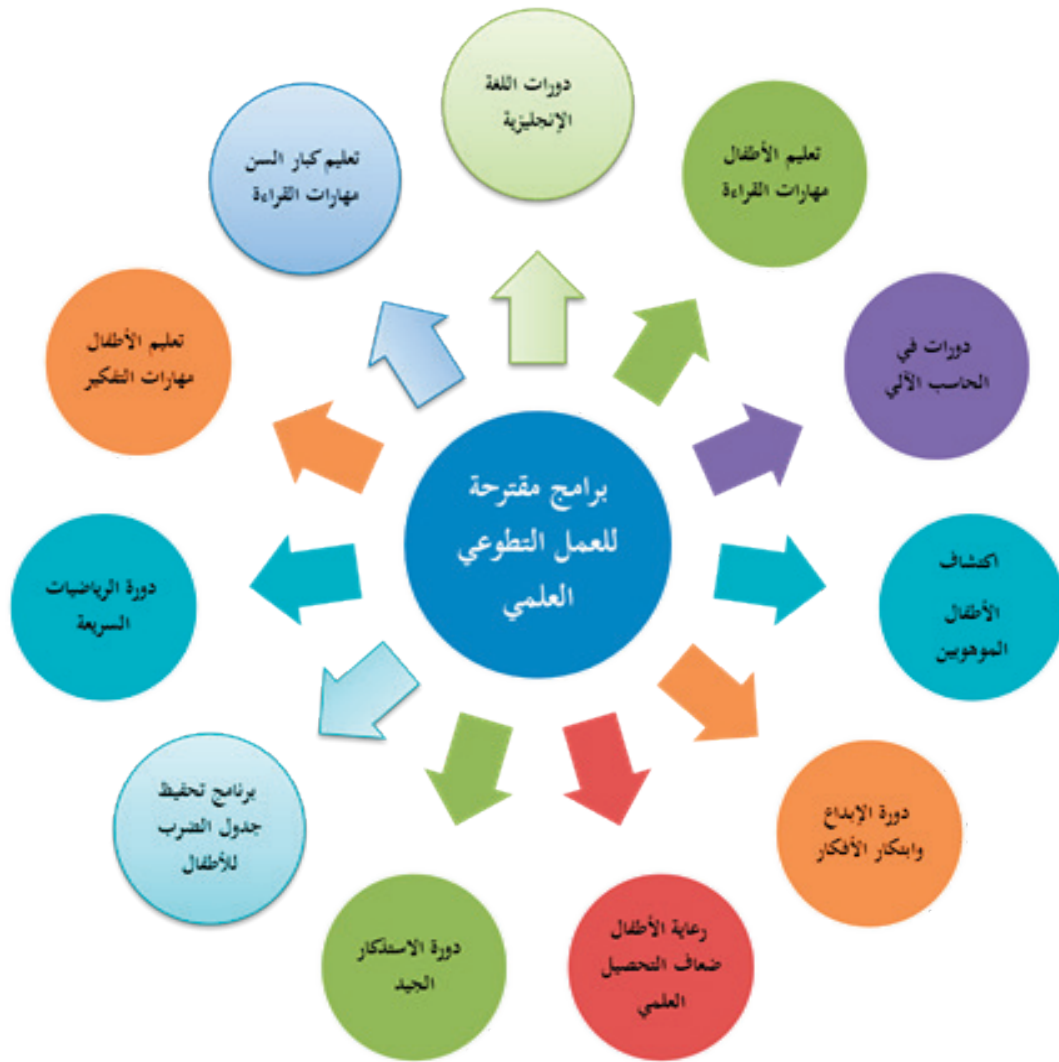 برامج مقترحة
للعمل التطوعي
العلمي
دورات اللغة
الإنجليزية
تعليم الأطفال
مهارات القراءة
دورات في
الحاسب الآلي
اكتشاف
الأطفال
الموهوبين
دورة الإبداع
وابتكار الأفكار
رعاية الأطفال
ضعاف التحصيل
العلمي
دورة الاستذكار
الجيد
برنامج تحفيظ
جدول الضرب
للأطفال
دورة الرياضيات
السريعة
تعليم الأطفال
مهارات التفكير
تعليم كبار السن
مهارات القراءة